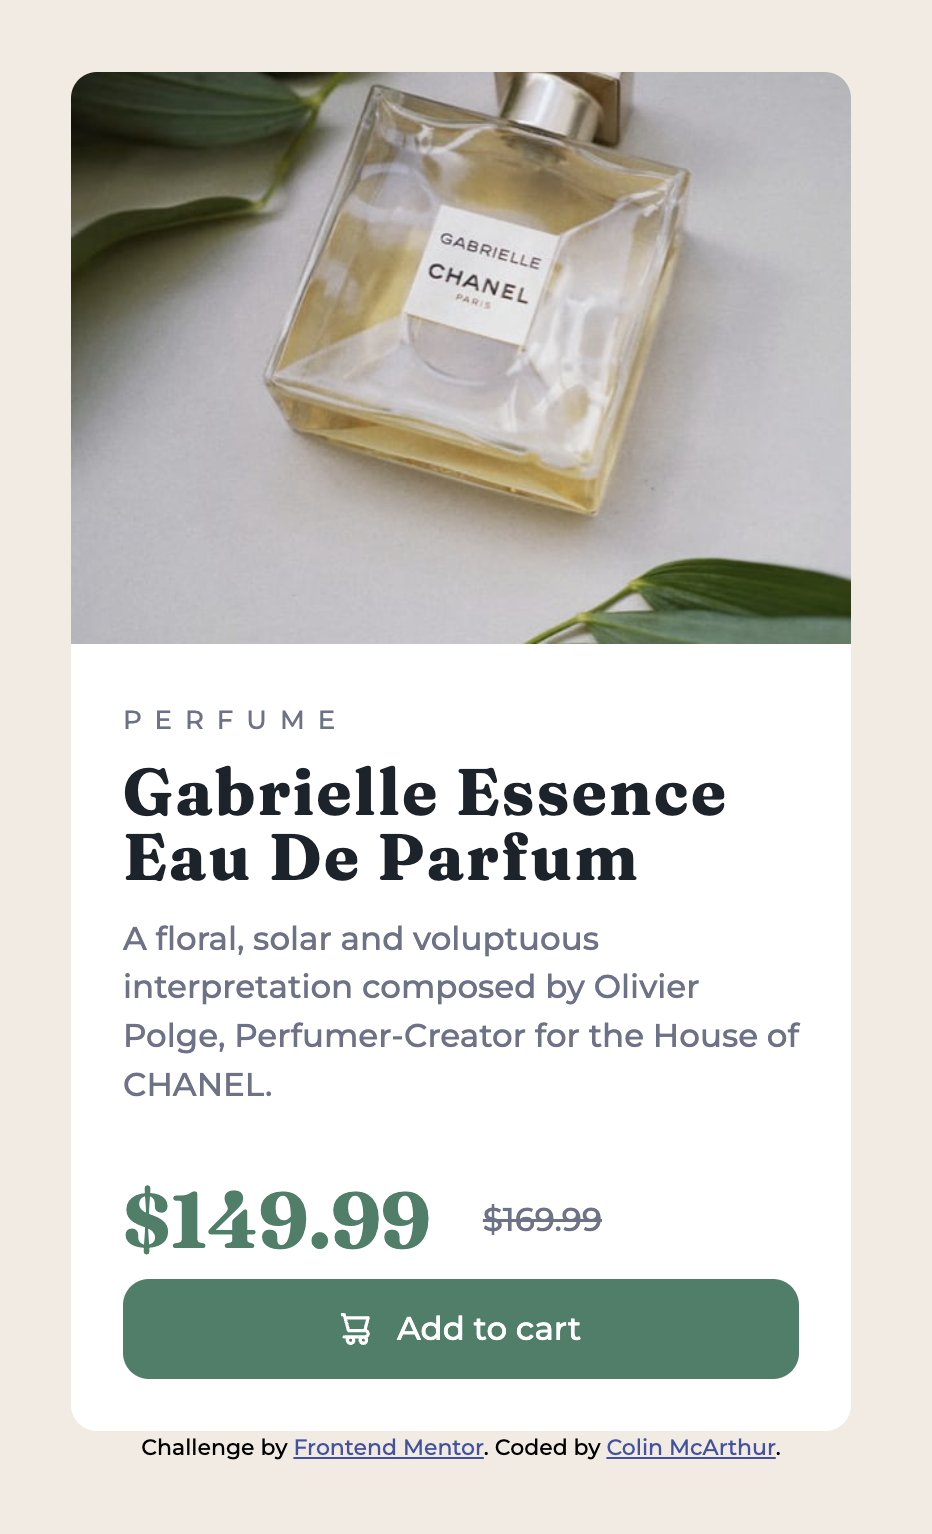 GABRIELLE
CHANEL
PARIS
PERFUME
Gabrielle Essence
Eau De Parfum
A floral, solar and voluptuous
interpretation composed by Olivier
Polge, Perfumer-Creator for the House of
CHANEL.
$149.99 $169.99
Add to cart
Challenge by Frontend Mentor. Coded by Colin McArthur.